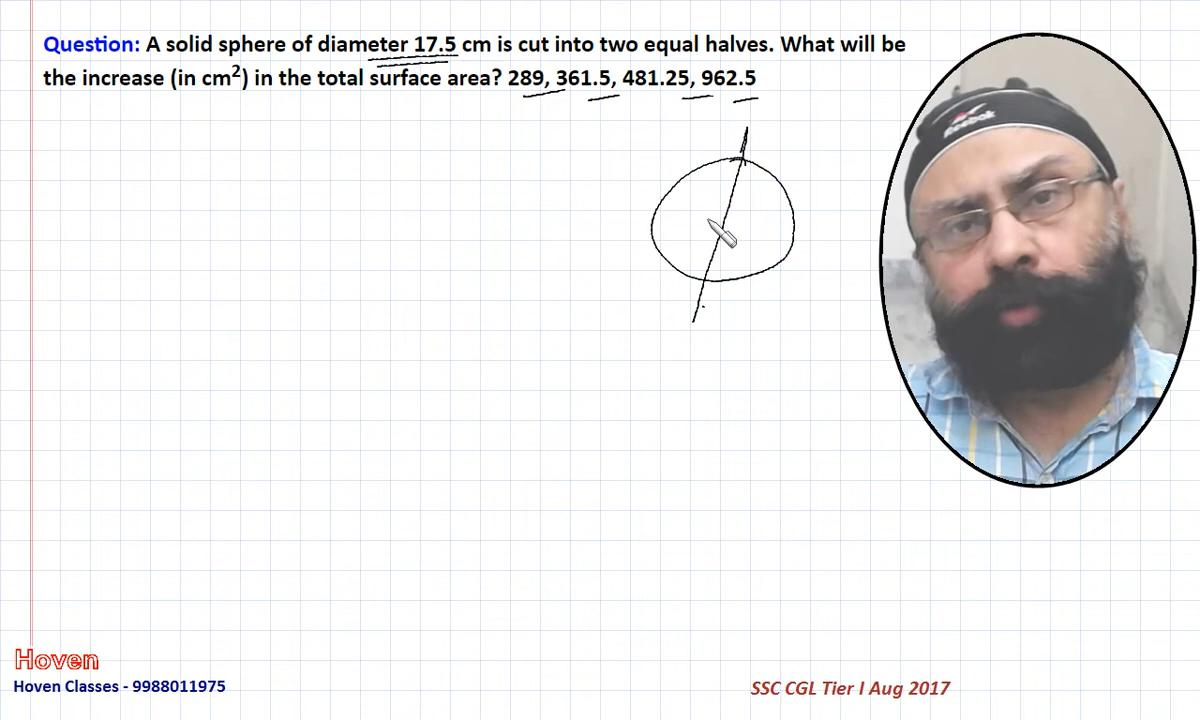 Question: A solid sphere of diameter 17.5 cm is cut into two equal halves. What will be
the increase (in cm²) in the total surface area? 289, 361.5, 481.25, 962.5
Reebok
Hoven
Hoven Classes - 9988011975
SSC CGL Tier I Aug 2017